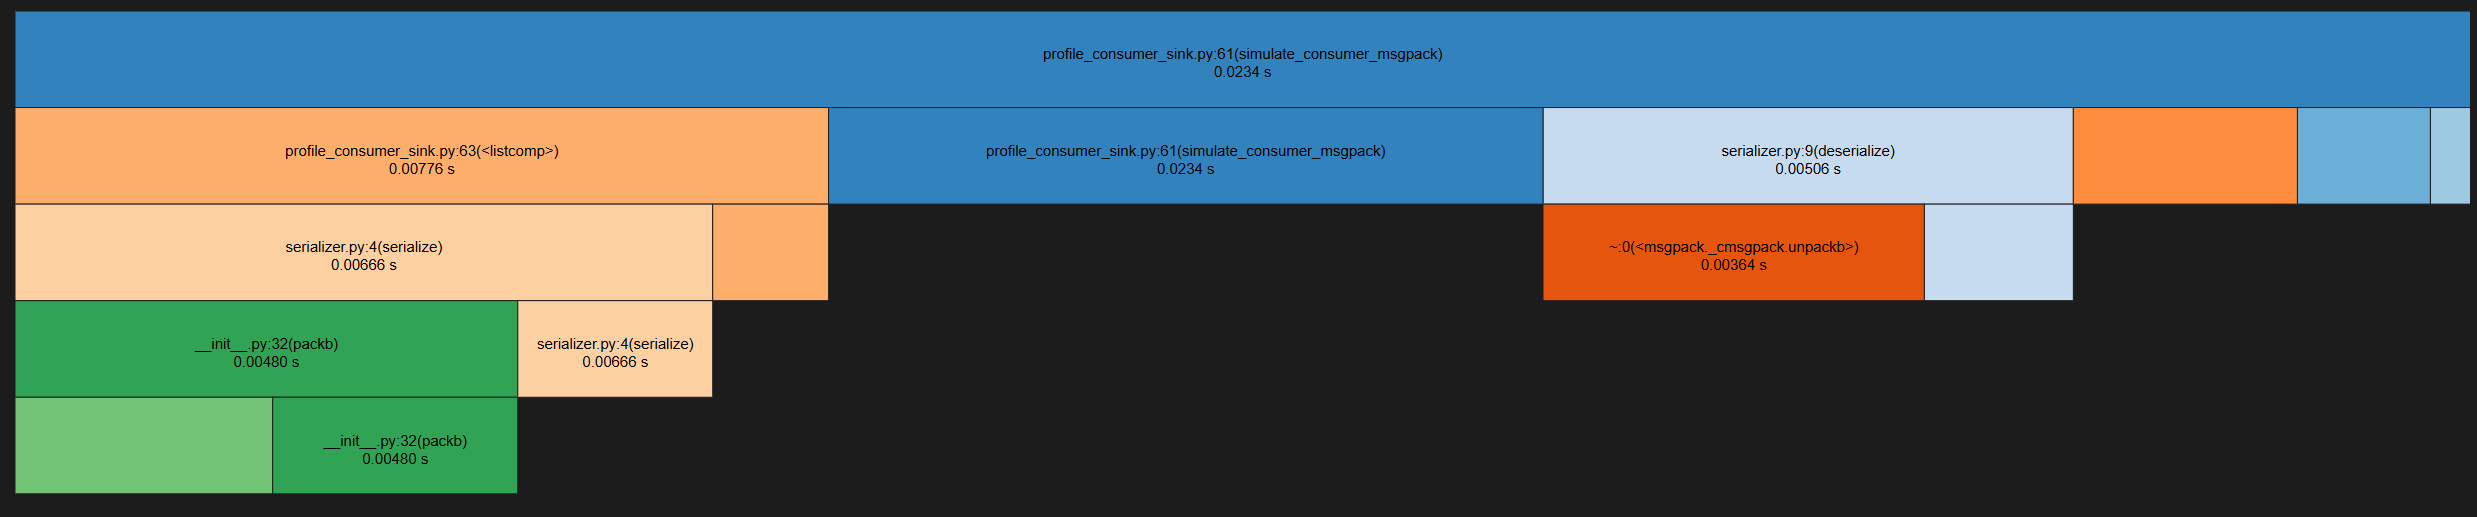 profile_consumer_sink.py:61(simulate_consumer_msgpack)
0.0234 s
profile_consumer_sink.py:63(<listcomp>)
0.00776 s
profile_consumer_sink.py:61(simulate_consumer_msgpack)
0.0234 s
serializer.py:9(deserialize)
0.00506 s
serializer.py:4(serialize)
0.00666 s
~:0(<msgpack._cmsgpack.unpackb>)
0.00364 s
__init__.py:32(packb)
0.00480 s
serializer.py:4(serialize)
0.00666 s
__init__.py:32(packb)
0.00480 s